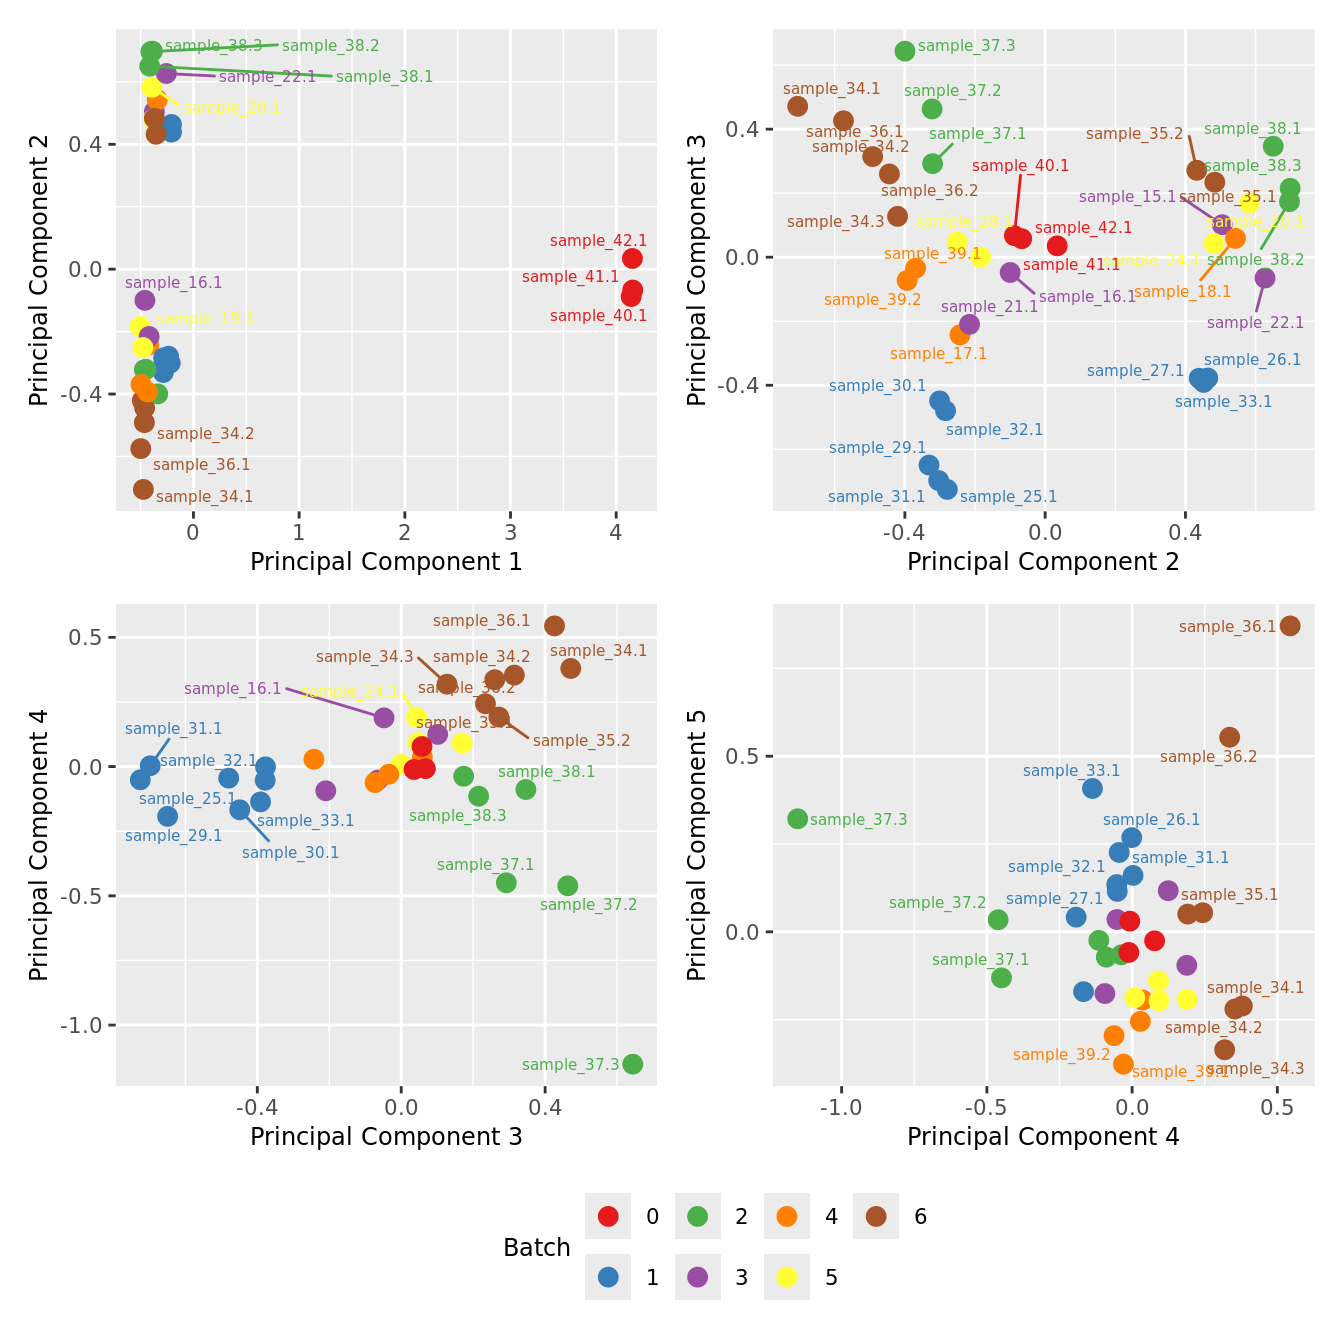 sample_38.3
sample_38.2
sample_22.1
sample_38.1
sample_20.1
sample_42.1
sample_41.1
sample_40.1
sample_16.1
sample_19.1
sample_34.2
sample_36.1
sample_34.1
0.4
0.0
-0.4
0
1
2
3
4
Principal Component 1
Principal Component 2
sample_37.3
sample_34.1
sample_37.2
sample_36.1
sample_37.1
sample_34.2
sample_35.2
sample_38.1
sample_40.1
sample_38.3
sample_36.2
sample_15.1
sample_35.1
sample_34.3
sample_28.1
sample_42.1
sample_20.1
sample_39.1
sample_41.1
sample_24.1
sample_38.2
sample_39.2
sample_21.1
sample_16.1
sample_18.1
sample_22.1
sample_17.1
sample_27.1
sample_26.1
sample_30.1
sample_33.1
sample_32.1
sample_29.1
sample_31.1
sample_25.1
0.4
0.0
-0.4
-0.4
0.0
0.4
Principal Component 2
Principal Component 3
sample_36.1
sample_34.3
sample_34.2
sample_34.1
sample_16.1
sample_24.1
sample_36.2
sample_35.1
sample_35.2
sample_31.1
sample_32.1
sample_38.1
sample_25.1
sample_38.3
sample_33.1
sample_29.1
sample_30.1
sample_37.1
sample_37.2
sample_37.3
0.5
0.0
-0.5
-1.0
-0.4
0.0
0.4
Principal Component 3
Principal Component 4
sample_36.1
sample_36.2
sample_33.1
sample_37.3
sample_26.1
sample_31.1
sample_32.1
sample_37.2
sample_27.1
sample_35.1
sample_37.1
sample_34.1
sample_34.2
sample_39.2
sample_39.1
sample_34.3
0.5
0.0
-1.0
-0.5
0.0
0.5
Principal Component 4
Principal Component 5
Batch
0
2
4
6
1
3
5